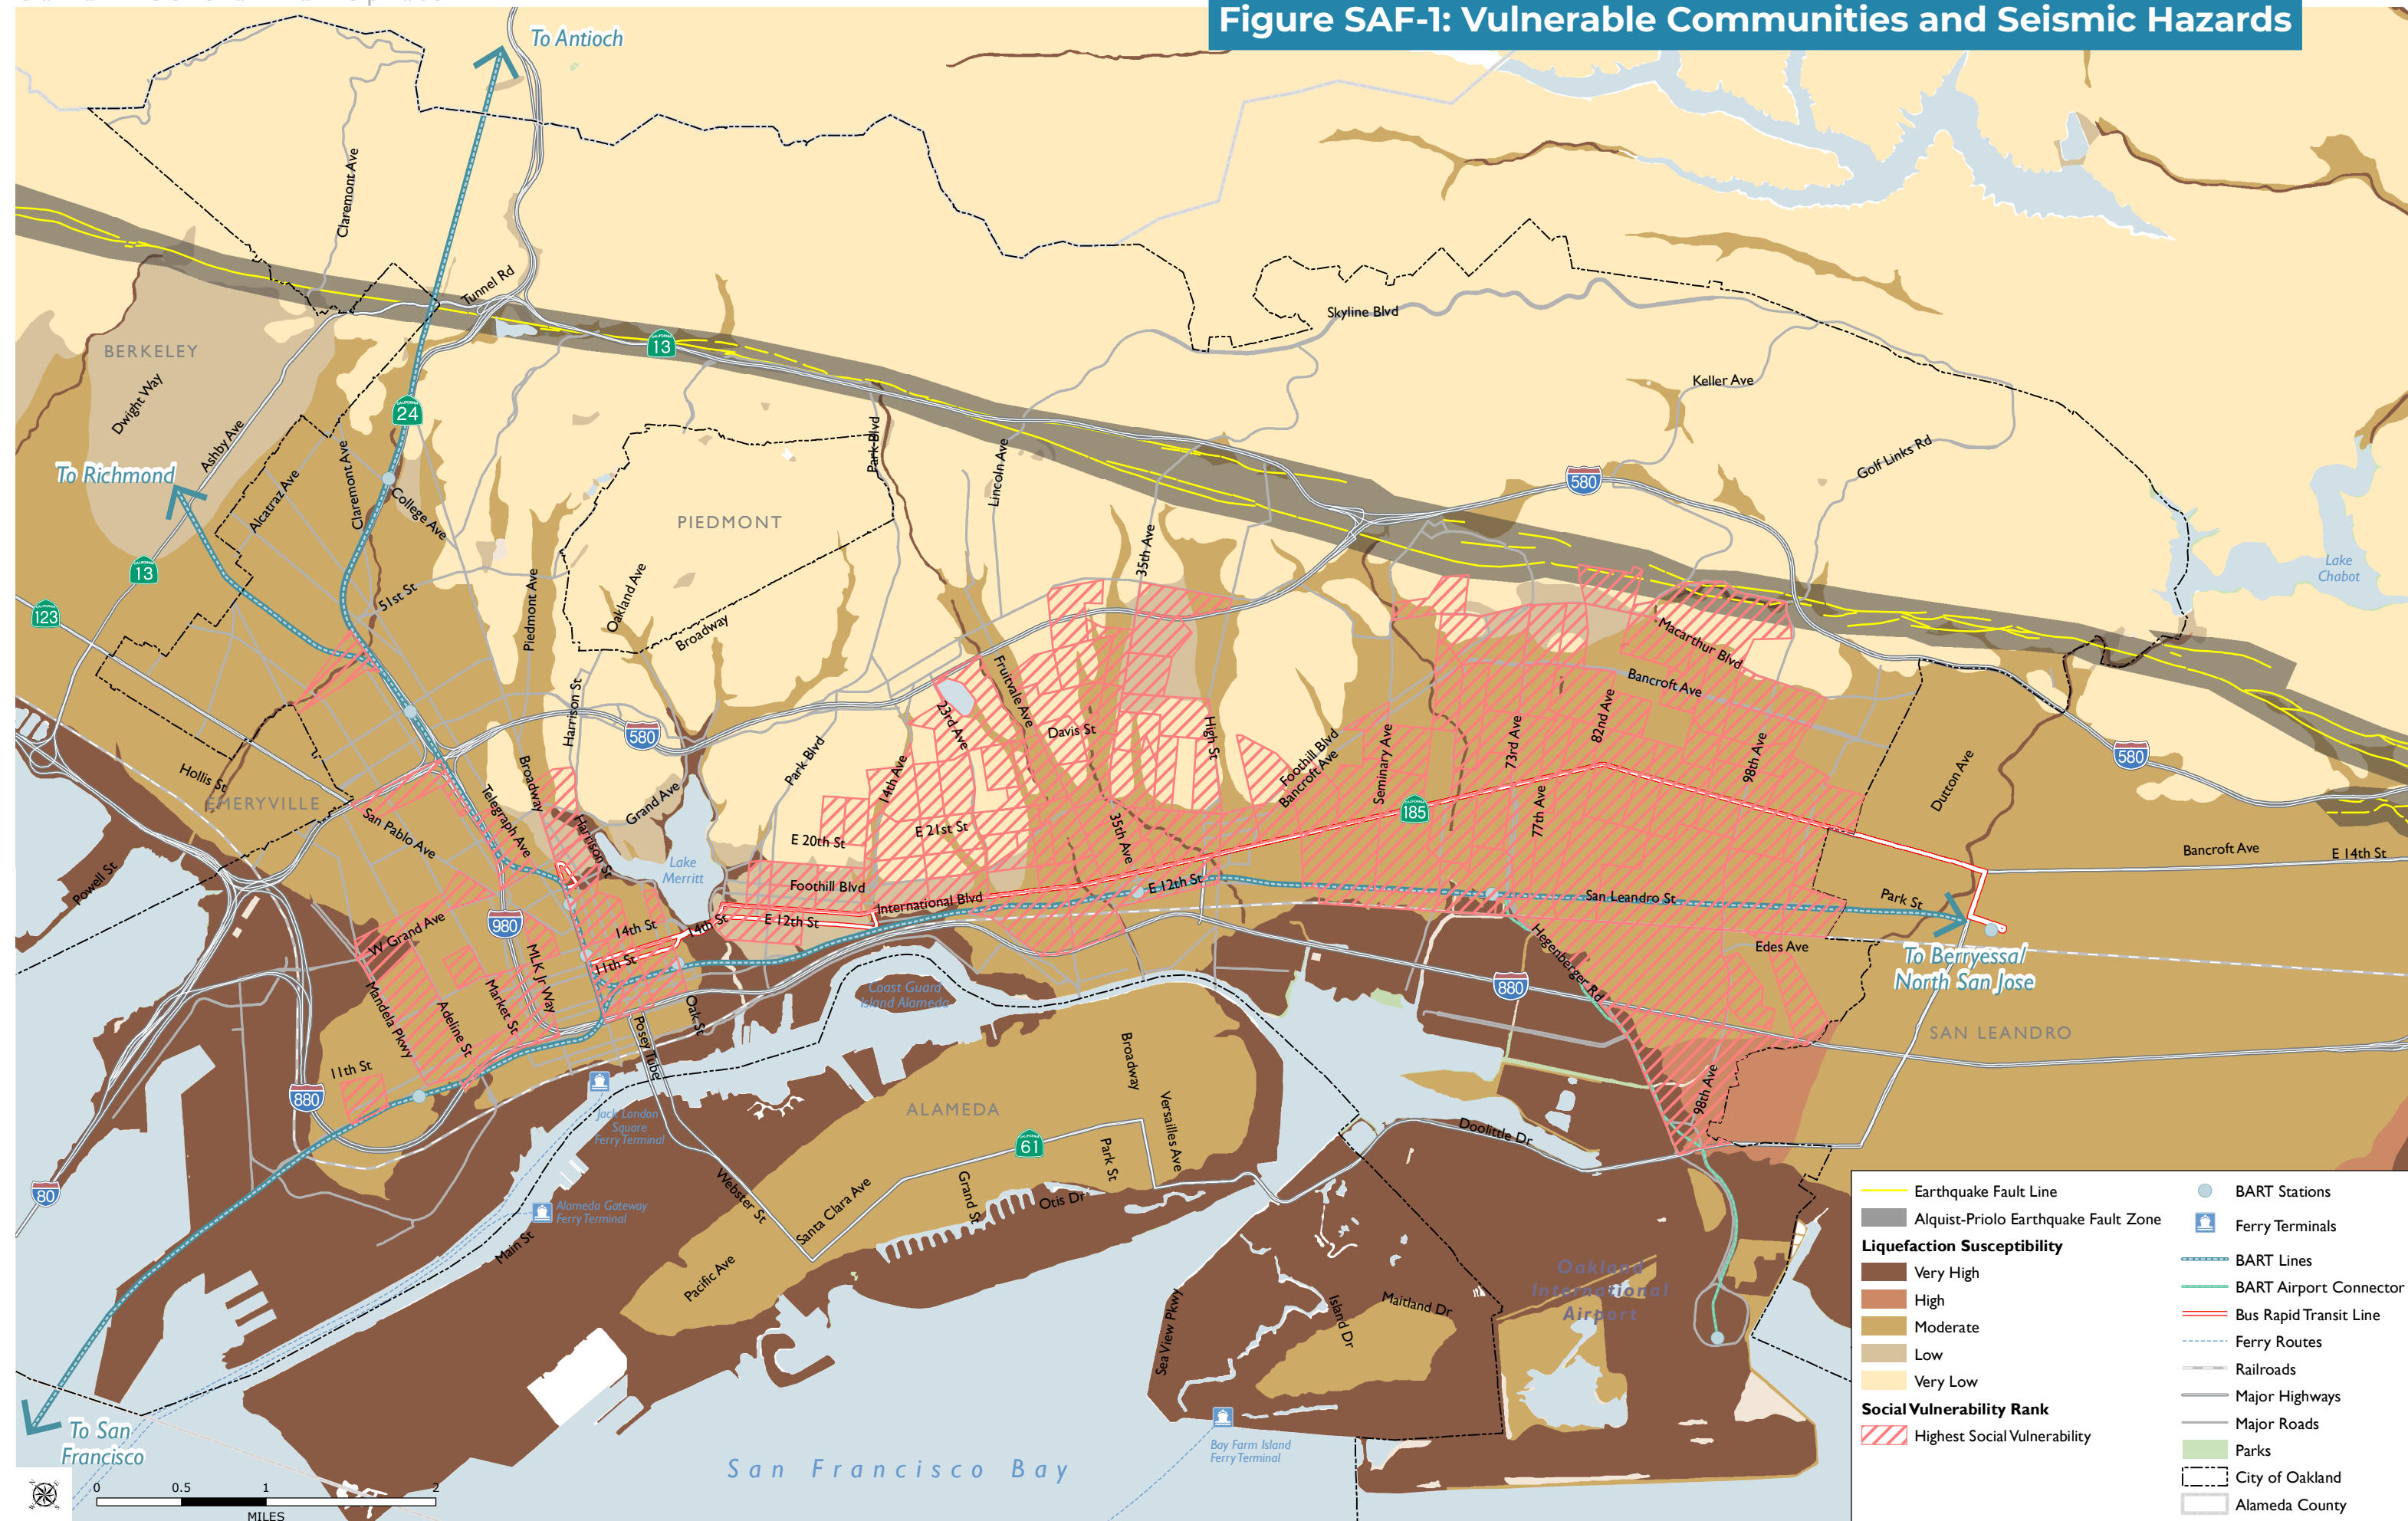 Figure SAF-1: Vulnerable Communities and Seismic Hazards
To Antioch
Claremont Ave
Tunnel Rd
CALIFORNIA
13
Skyline Blvd
BERKELEY
Dwight Way
Ashby Ave
CALIFORNIA
24
Keller Ave
Golf Links Rd
To Richmond
Alcatraz Ave
Claremont Ave
College Ave
PIEDMONT
Park Blvd
Lincoln Ave
580
35th Ave
CALIFORNIA
13
Lake
Chabot
CALIFORNIA
123
51st St
Piedmont Ave
Oakland Ave
Broadway
Macarthur Blvd
Bancroft Ave
Fruitvale Ave
23rd Ave
Davis St
High St
Harrison St
580
Park Blvd
14th Ave
Foothill Blvd
Bancroft Ave
Seminary Ave
73rd Ave
82nd Ave
98th Ave
580
Dutton Ave
Hollis St
EMERYVILLE
San Pablo Ave
Telegraph Ave
Broadway
Harrison St
Grand Ave
E 20th St
E 21st St
35th Ave
CALIFORNIA
185
77th Ave
Bancroft Ave
E 14th St
Powell St
Lake
Merritt
Foothill Blvd
International Blvd
E 12th St
E 12th St
San Leandro St
Park St
W Grand Ave
980
14th St
14th St
11th St
MLK Jr Way
Market St
Adeline St
Mandela Pkwy
Oak St
Posey Tube
Coast Guard
Island Alameda
Hegenberger Rd
880
Edes Ave
To Berryessa/
North San Jose
SAN LEANDRO
11th St
880
Jack London
Square
Ferry Terminal
ALAMEDA
Broadway
Versailles Ave
CALIFORNIA
61
Park St
Doolittle Dr
98th Ave
80
Alameda Gateway
Ferry Terminal
Main St
Webster St
Santa Clara Ave
Grand St
Otis Dr
Pacific Ave
Sea View Pkwy
Island Dr
Maitland Dr
Oakland
International
Airport
To San
Francisco
San Francisco Bay
Bay Farm Island
Ferry Terminal
0 0.5 1 2
MILES
Earthquake Fault Line
Alquist-Priolo Earthquake Fault Zone
Liquefaction Susceptibility
Very High
High
Moderate
Low
Very Low
Social Vulnerability Rank
Highest Social Vulnerability
BART Stations
Ferry Terminals
BART Lines
BART Airport Connector
Bus Rapid Transit Line
Ferry Routes
Railroads
Major Highways
Major Roads
Parks
City of Oakland
Alameda County